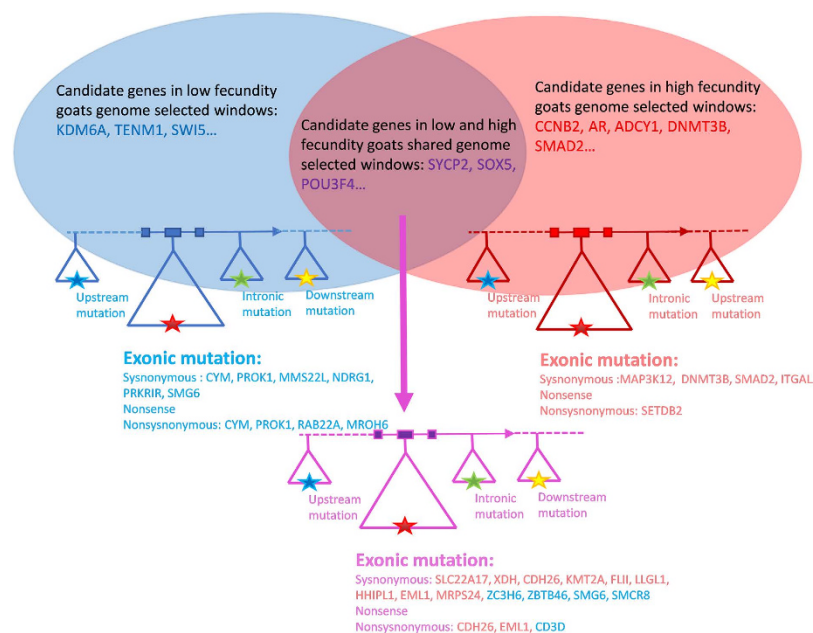 Candidate genes in low fecundity
goats genome selected windows:
KDM6A, TENM1, SWI5...
Candidate genes in low and high
fecundity goats shared genome
selected windows: SYCP2, SOX5,
POU3F4...
Candidate genes in high fecundity
goats genome selected windows:
CCNB2, AR, ADCY1, DNMT3B,
SMAD2...
Upstream
mutation
Intronic
mutation
Downstream
mutation
Exonic mutation:
Sysnonymous : CYM, PROK1, MMS22L, NDRG1,
PRKRIR, SMG6
Nonsense
Nonsysnonymous: CYM, PROK1, RAB22A, MROH6
Upstream
mutation
Intronic
mutation
Upstream
mutation
Exonic mutation:
Sysnonymous :MAP3K12, DNMT3B, SMAD2, ITGAL
Nonsense
Nonsysnonymous: SETDB2
Upstream
mutation
Intronic
mutation
Downstream
mutation
Exonic mutation:
Sysnonymous: SLC22A17, XDH, CDH26, KMT2A, FLII, LLGL1,
HHIPL1, EML1, MRPS24, ZC3H6, ZBTB46, SMG6, SMCR8
Nonsense
Nonsysnonymous: CDH26, EML1, CD3D